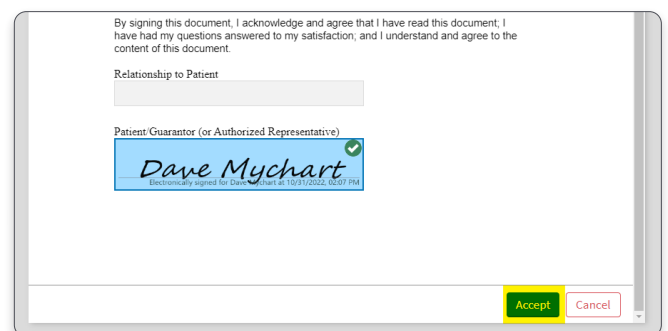 By signing this document, I acknowledge and agree that I have read this document; I
have had my questions answered to my satisfaction; and I understand and agree to the
content of this document.
Relationship to Patient
Patient/Guarantor (or Authorized Representative)
Dave Mychart
Electronically signed for Dave Mychart at 10/31/2022, 02:07 PM
Accept
Cancel